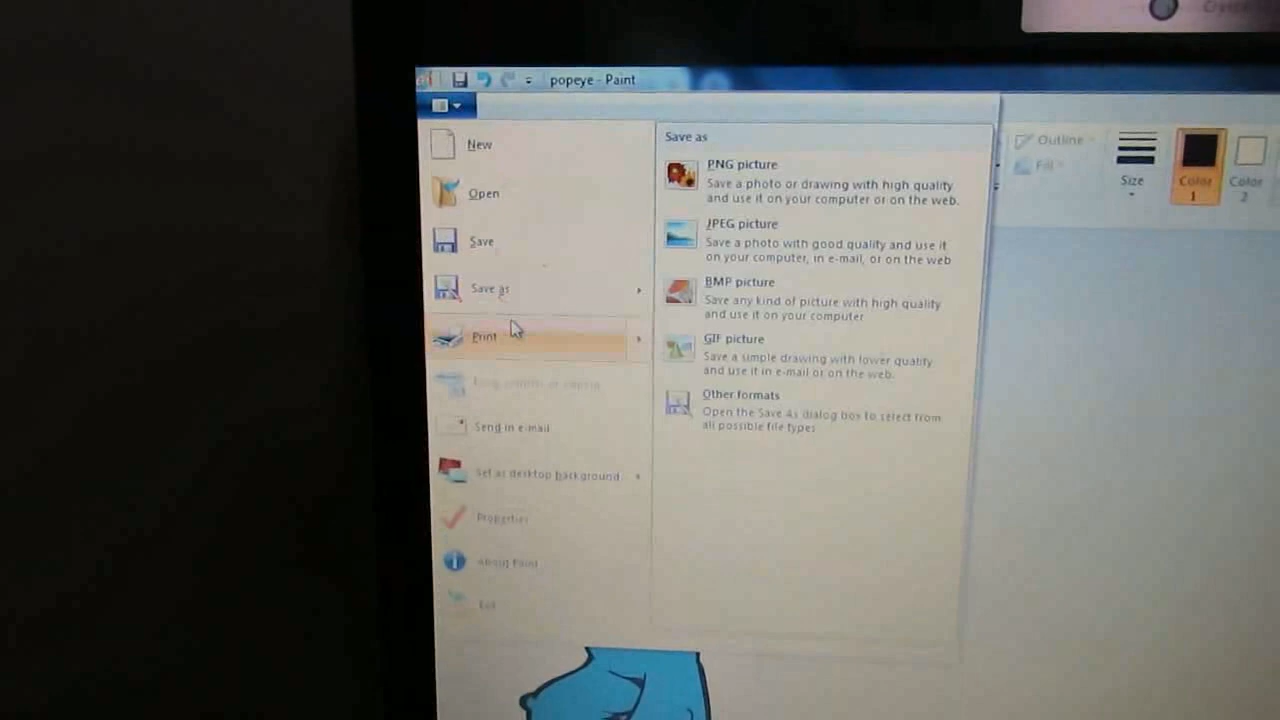 popeye - Paint
New
Open
Save
Save as
Print
Send in e-mail
Set as desktop background
Properties
About Paint
Exit
Save as
PNG picture
Save a photo or drawing with high quality
and use it on your computer or on the web.
JPEG picture
Save a photo with good quality and use it
on your computer, in e-mail, or on the web
BMP picture
Save any kind of picture with high quality
and use it on your computer
GIF picture
Save a simple drawing with lower quality
and use it in e-mail or on the web.
Other formats
Open the Save As dialog box to select from
all possible file types
Outline
Fill
Size
Color
1
Color
2